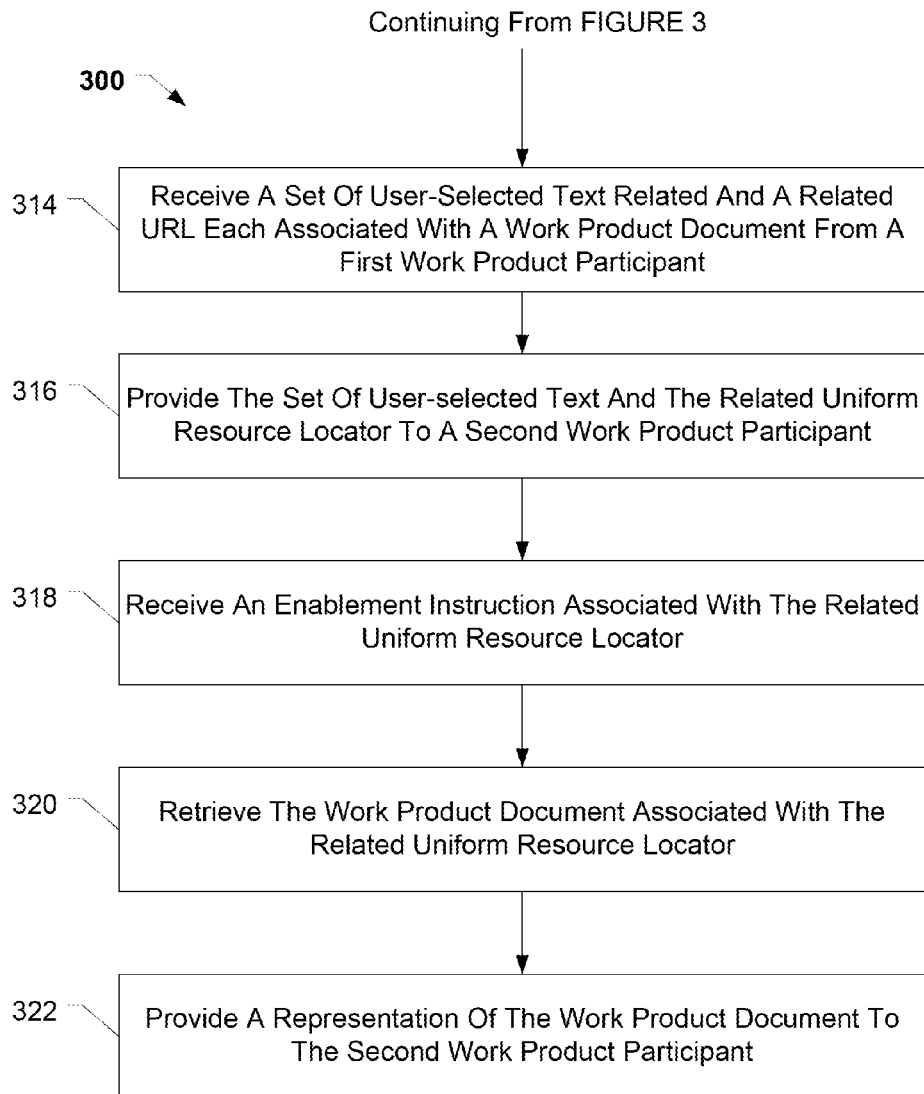 Continuing From FIGURE 3
300
314
Receive A Set Of User-Selected Text Related And A Related
URL Each Associated With A Work Product Document From A
First Work Product Participant
316
Provide The Set Of User-selected Text And The Related Uniform
Resource Locator To A Second Work Product Participant
318
Receive An Enablement Instruction Associated With The Related
Uniform Resource Locator
320
Retrieve The Work Product Document Associated With The
Related Uniform Resource Locator
322
Provide A Representation Of The Work Product Document To
The Second Work Product Participant